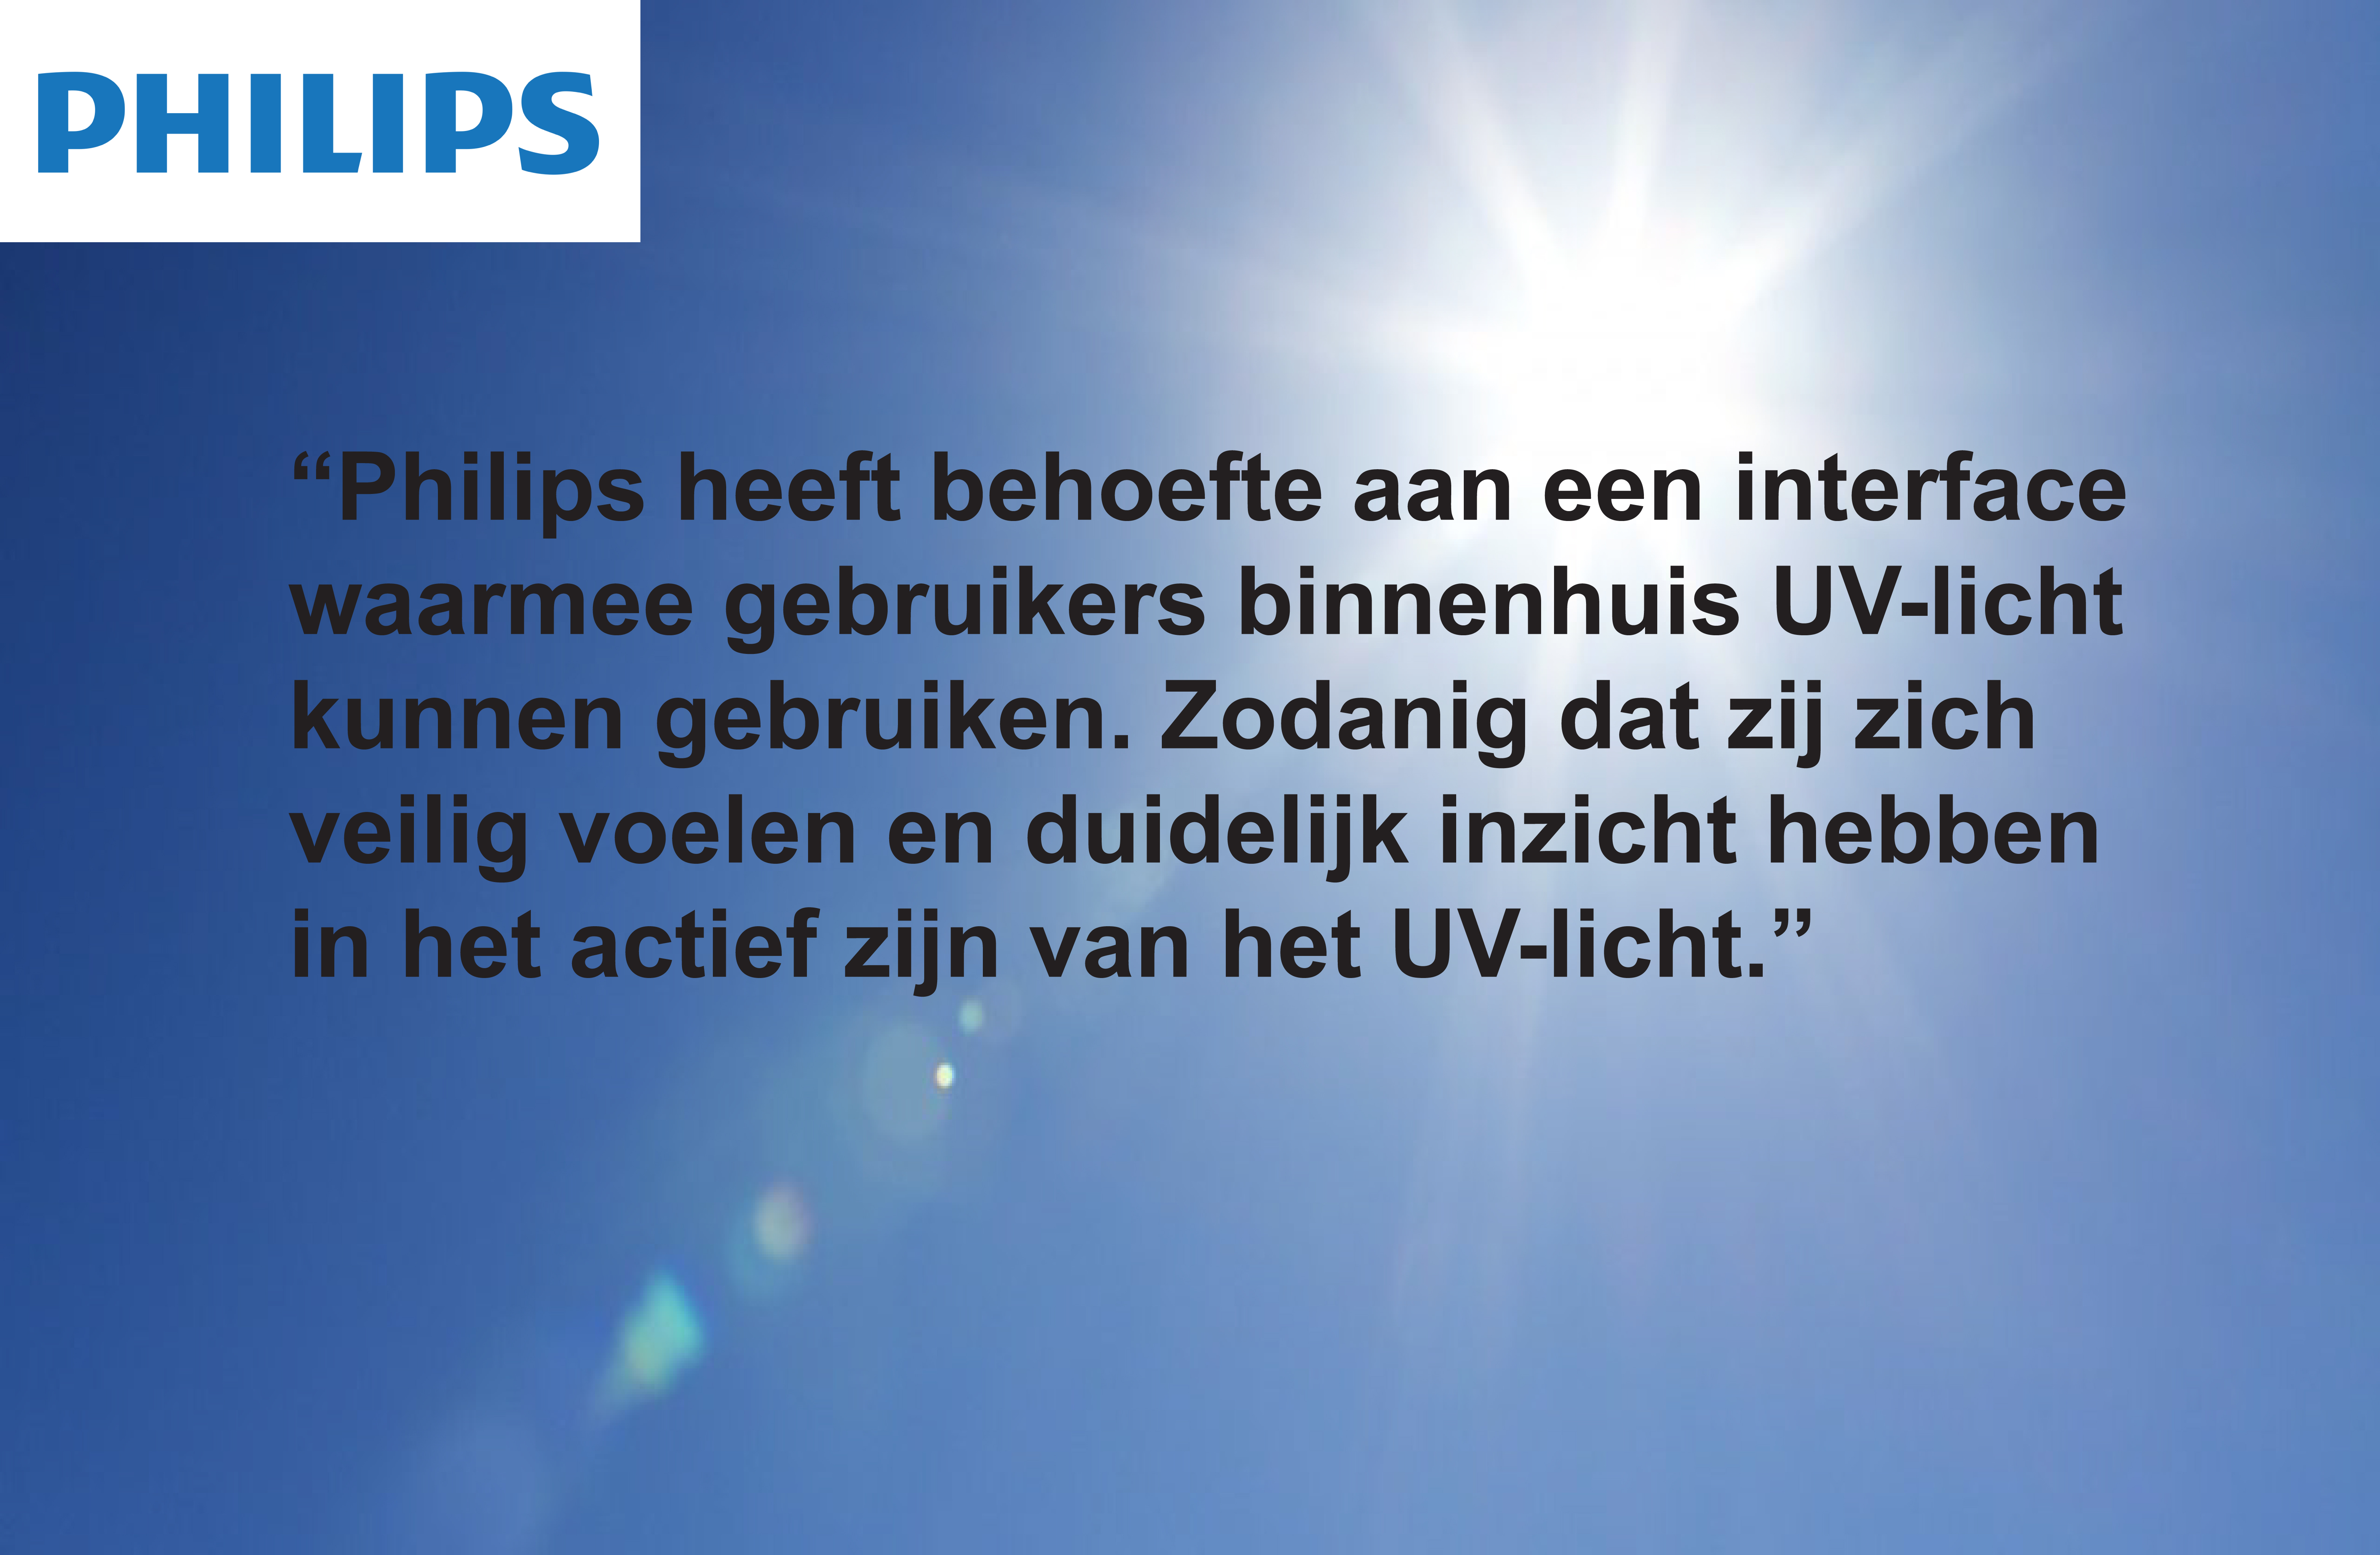 PHILIPS
“Philips heeft behoefte aan een interface
waarmee gebruikers binnenhuis UV-licht
kunnen gebruiken. Zodanig dat zij zich
veilig voelen en duidelijk inzicht hebben
in het actief zijn van het UV-licht.”